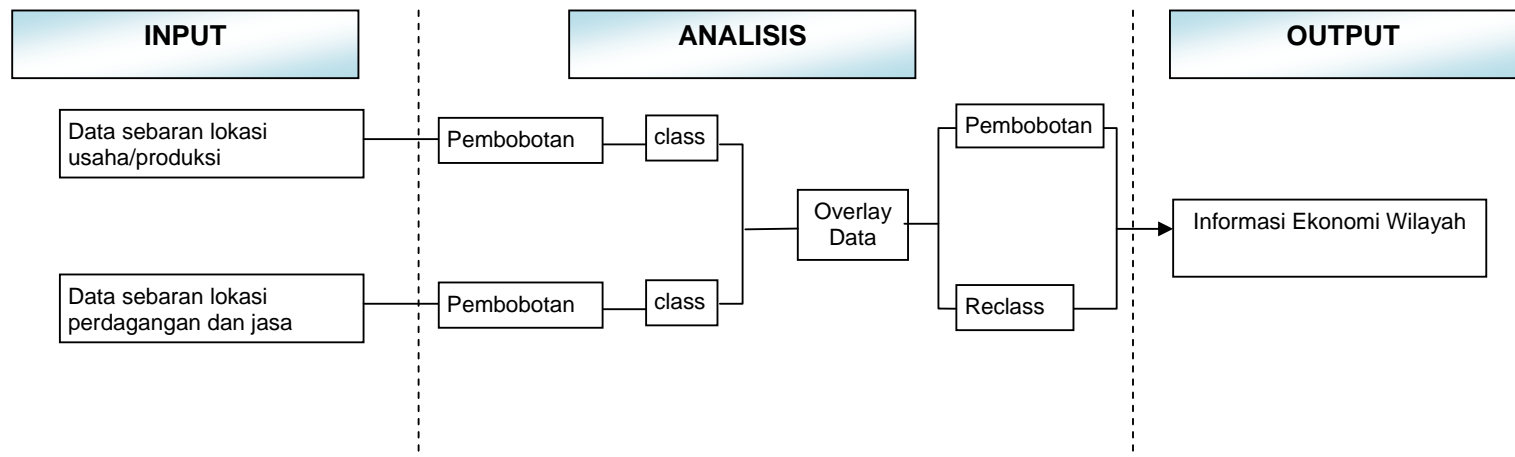 INPUT
ANALISIS
OUTPUT
Data sebaran lokasi
usaha/produksi
Pembobotan
class
Pembobotan
Overlay
Data
Informasi Ekonomi Wilayah
Data sebaran lokasi
perdagangan dan jasa
Pembobotan
class
Reclass